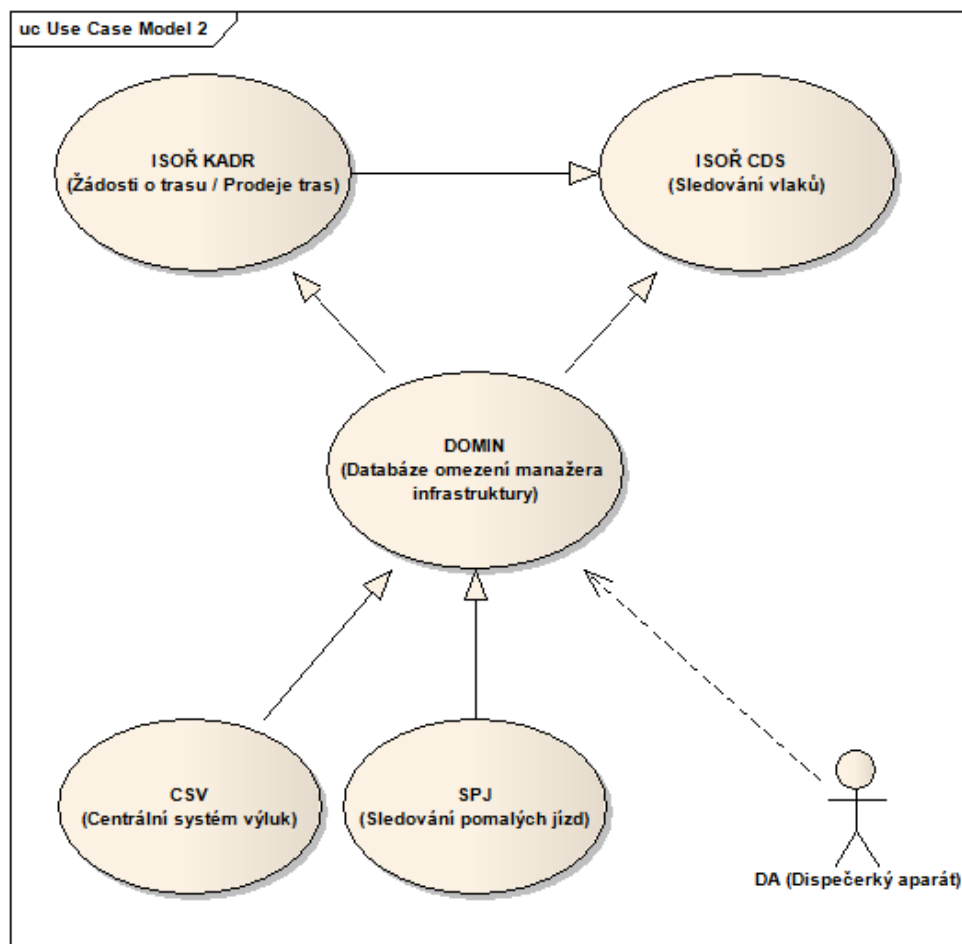 uc Use Case Model 2
ISOŘ KADR
(Žádosti o trasu / Prodeje tras)
ISOŘ CDS
(Sledování vlaků)
DOMIN
(Databáze omezení manažera
infrastruktury)
CSV
(Centrální systém výluk)
SPJ
(Sledování pomalých jízd)
DA (Dispečerký aparát)